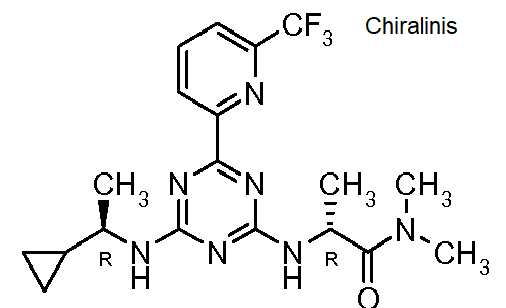 CF3 Chiralinis
N
CH3 N N CH3 CH3
N
R N H N N H R CH3
O